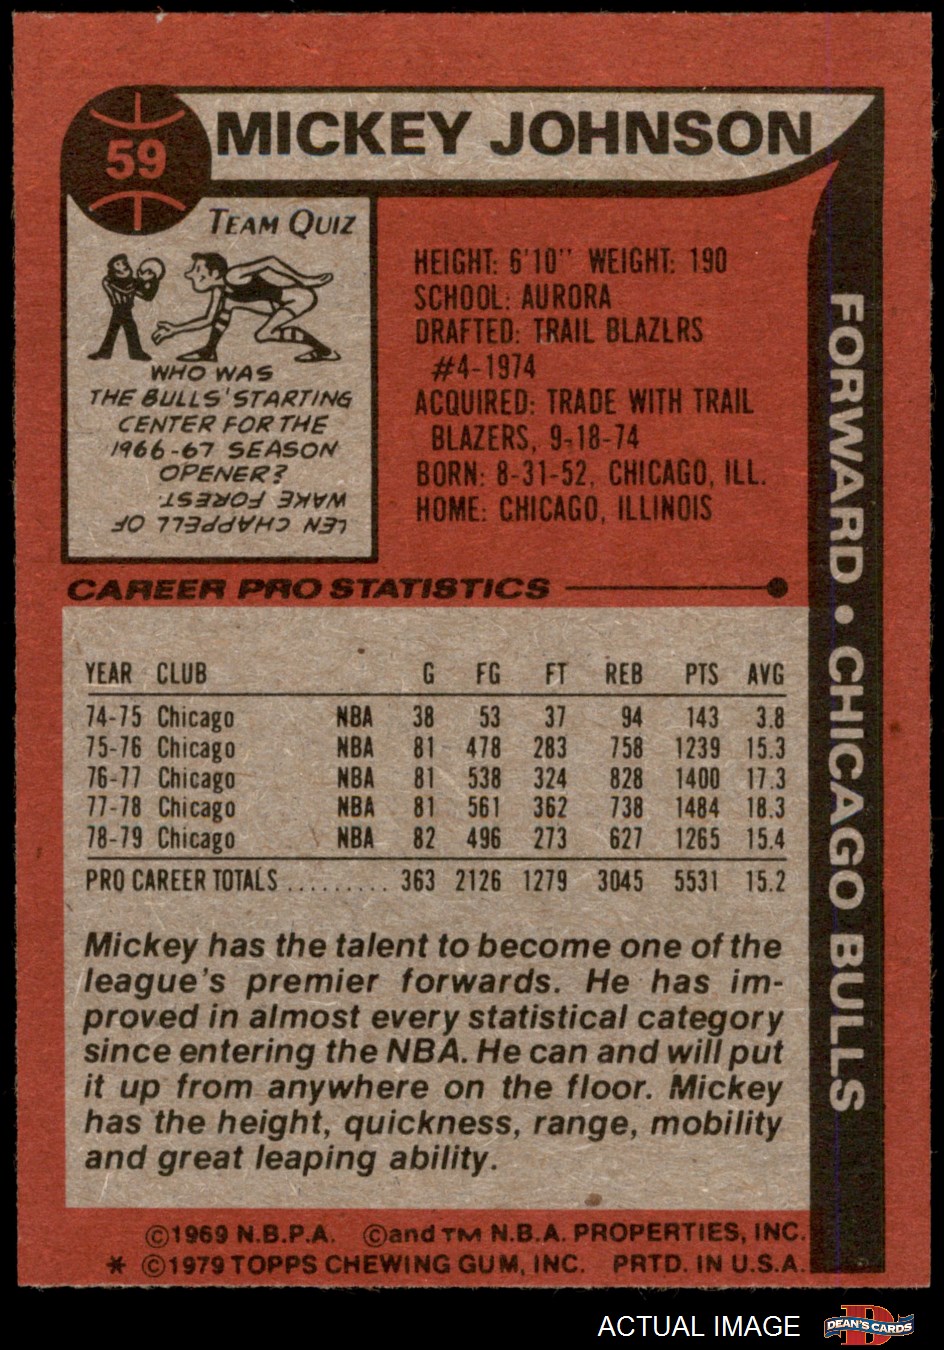 59
MICKEY JOHNSON
TEAM QUIZ
WHO WAS
THE BULLS' STARTING
CENTER FOR THE
1966-67 SEASON
OPENER?
LEN CHAPPELL OF
WAKE FOREST.
HEIGHT: 6'10" WEIGHT: 190
SCHOOL: AURORA
DRAFTED: TRAIL BLAZLRS
#4-1974
ACQUIRED: TRADE WITH TRAIL
BLAZERS, 9-18-74
BORN: 8-31-52, CHICAGO, ILL.
HOME: CHICAGO, ILLINOIS
FORWARD • CHICAGO BULLS
CAREER PRO STATISTICS
YEAR CLUB G FG FT REB PTS AVG
74-75 Chicago NBA 38 53 37 94 143 3.8
75-76 Chicago NBA 81 478 283 758 1239 15.3
76-77 Chicago NBA 81 538 324 828 1400 17.3
77-78 Chicago NBA 81 561 362 738 1484 18.3
78-79 Chicago NBA 82 496 273 627 1265 15.4
PRO CAREER TOTALS ......... 363 2126 1279 3045 5531 15.2
Mickey has the talent to become one of the
league's premier forwards. He has im-
proved in almost every statistical category
since entering the NBA. He can and will put
it up from anywhere on the floor. Mickey
has the height, quickness, range, mobility
and great leaping ability.
©1969 N.B.P.A. ©and TM N.B.A. PROPERTIES, INC.
* ©1979 TOPPS CHEWING GUM, INC. PRTD. IN U.S.A.
ACTUAL IMAGE
D
DEAN'S CARDS